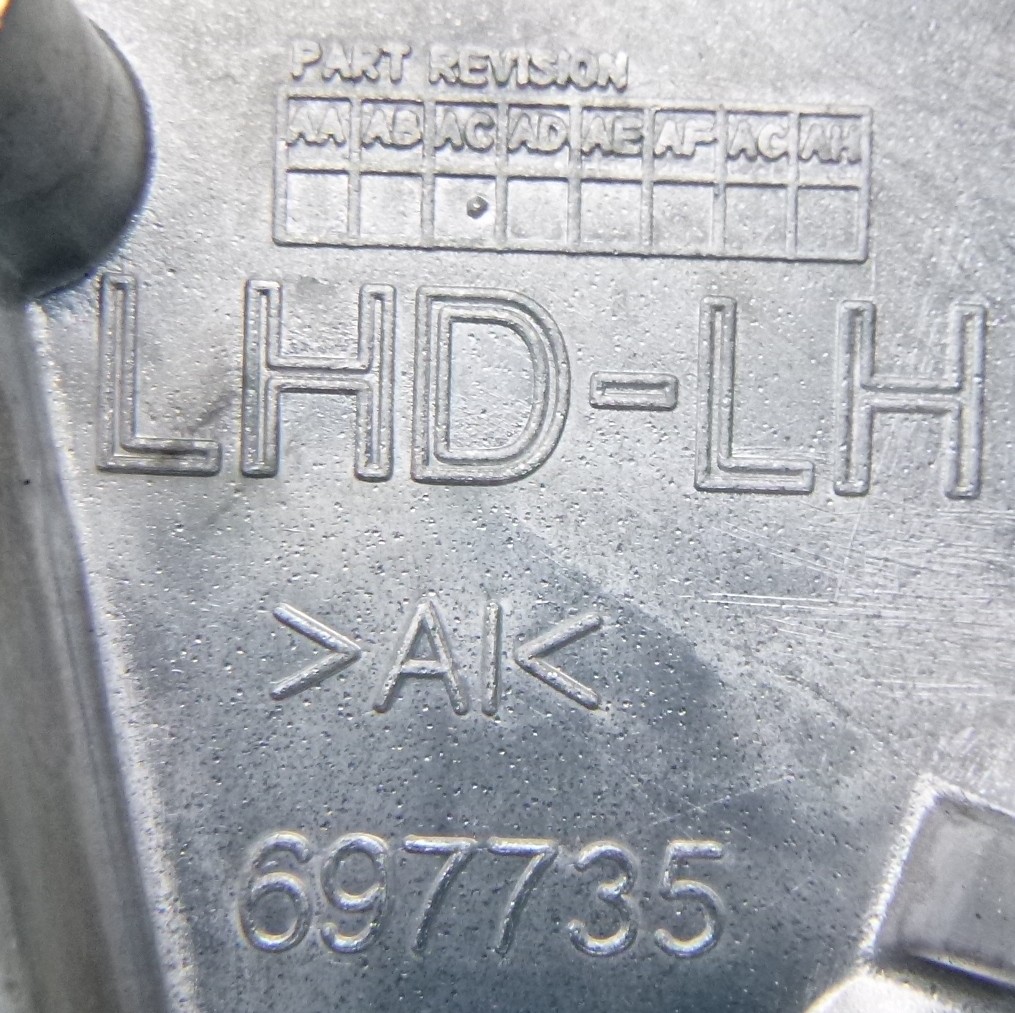 PART REVISION
AA AB AC AD AE AF AG AH
LHD-LH
>Al<
697735